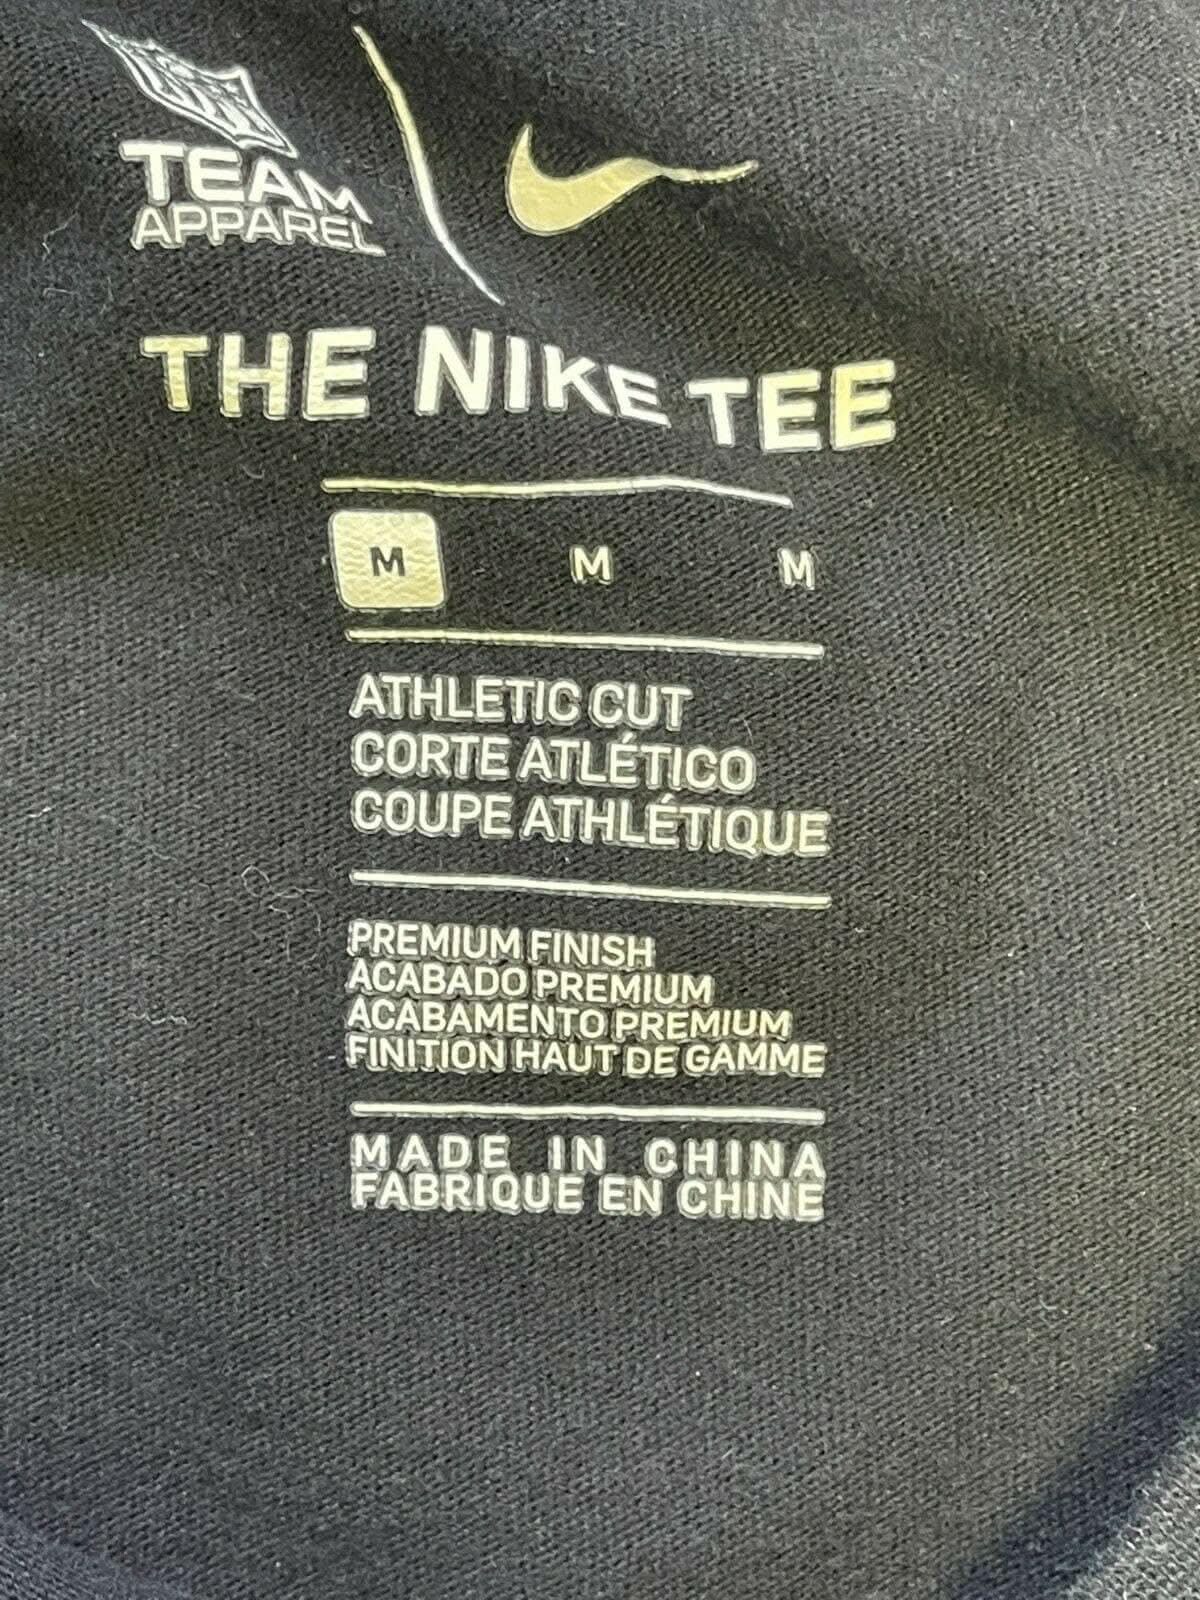 TEAM
APPAREL
THE NIKE TEE
M M M
ATHLETIC CUT
CORTE ATLÉTICO
COUPE ATHLÉTIQUE
PREMIUM FINISH
ACABADO PREMIUM
ACABAMENTO PREMIUM
FINITION HAUT DE GAMME
MADE IN CHINA
FABRIQUE EN CHINE